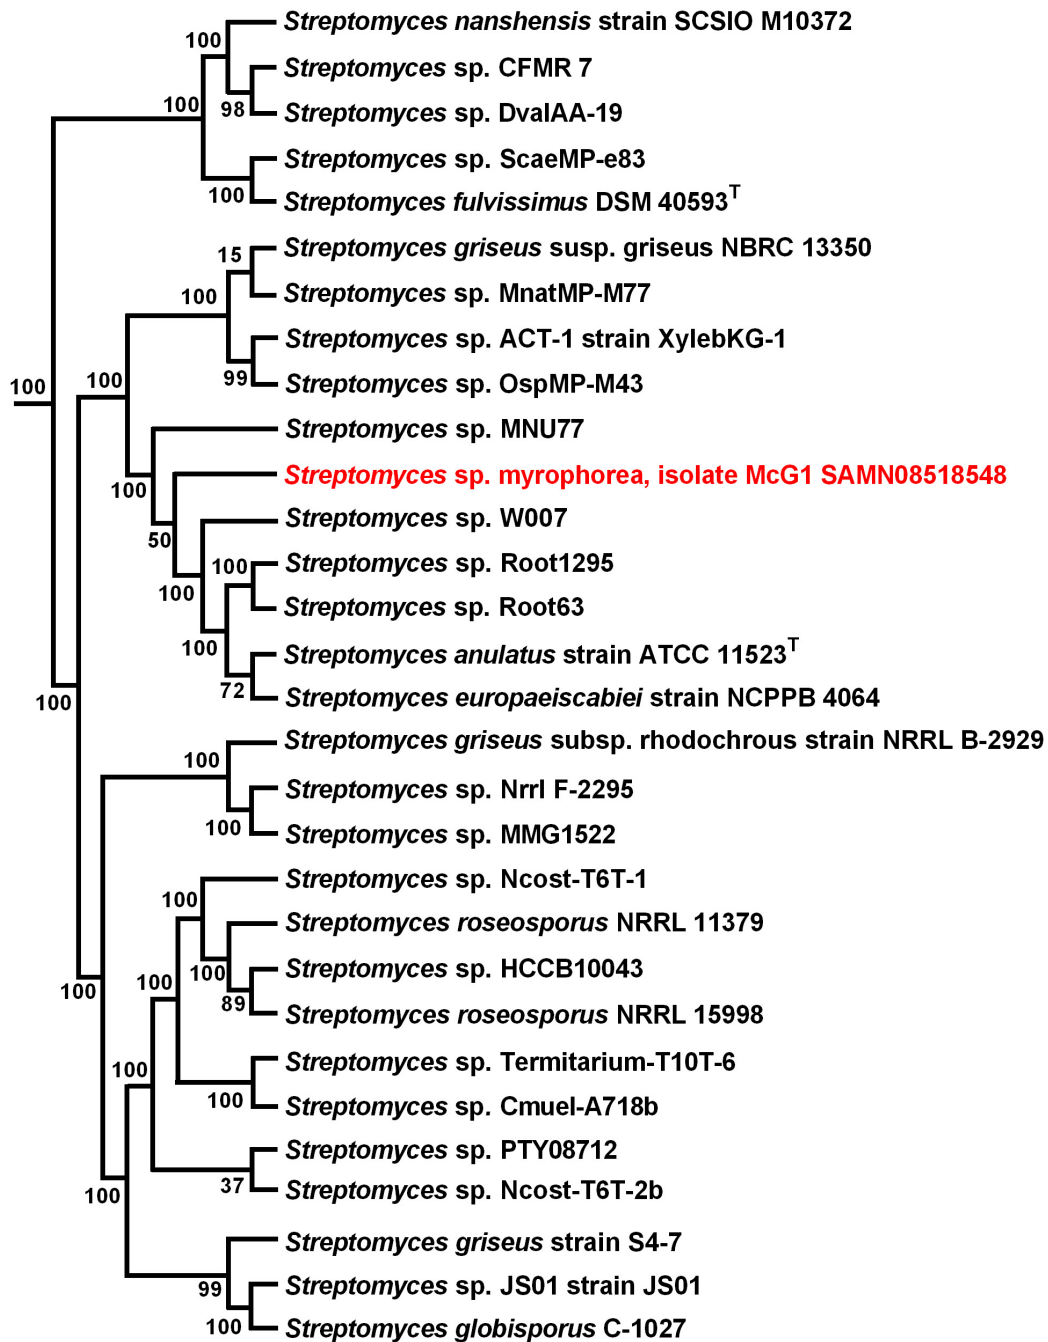 Streptomyces nanshensis strain SCSIO M10372
100
Streptomyces sp. CFMR 7
98
100
Streptomyces sp. DvalAA-19
Streptomyces sp. ScaeMP-e83
100
Streptomyces fulvissimus DSM 40593T
Streptomyces griseus susp. griseus NBRC 13350
15
Streptomyces sp. MnatMP-M77
100
Streptomyces sp. ACT-1 strain XylebKG-1
99
Streptomyces sp. OspMP-M43
100
100
Streptomyces sp. MNU77
Streptomyces sp. myrophorea, isolate McG1 SAMN08518548
100
Streptomyces sp. W007
50
Streptomyces sp. Root1295
100
100
Streptomyces sp. Root63
100
Streptomyces anulatus strain ATCC 11523T
72
Streptomyces europaeiscabiei strain NCPPB 4064
100
Streptomyces griseus subsp. rhodochrous strain NRRL B-2929
100
Streptomyces sp. Nrrl F-2295
100
Streptomyces sp. MMG1522
Streptomyces sp. Ncost-T6T-1
100
Streptomyces roseosporus NRRL 11379
100
Streptomyces sp. HCCB10043
100
100
89
Streptomyces roseosporus NRRL 15998
Streptomyces sp. Termitarium-T10T-6
100
100
Streptomyces sp. Cmuel-A718b
Streptomyces sp. PTY08712
37
Streptomyces sp. Ncost-T6T-2b
100
Streptomyces griseus strain S4-7
99
Streptomyces sp. JS01 strain JS01
100
Streptomyces globisporus C-1027